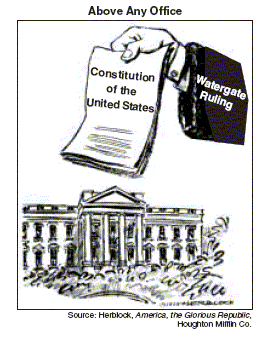 Above Any Office
Constitution
of the
United States
Watergate
Ruling
Source: Herblock, America, the Glorious Republic,
Houghton Mifflin Co.